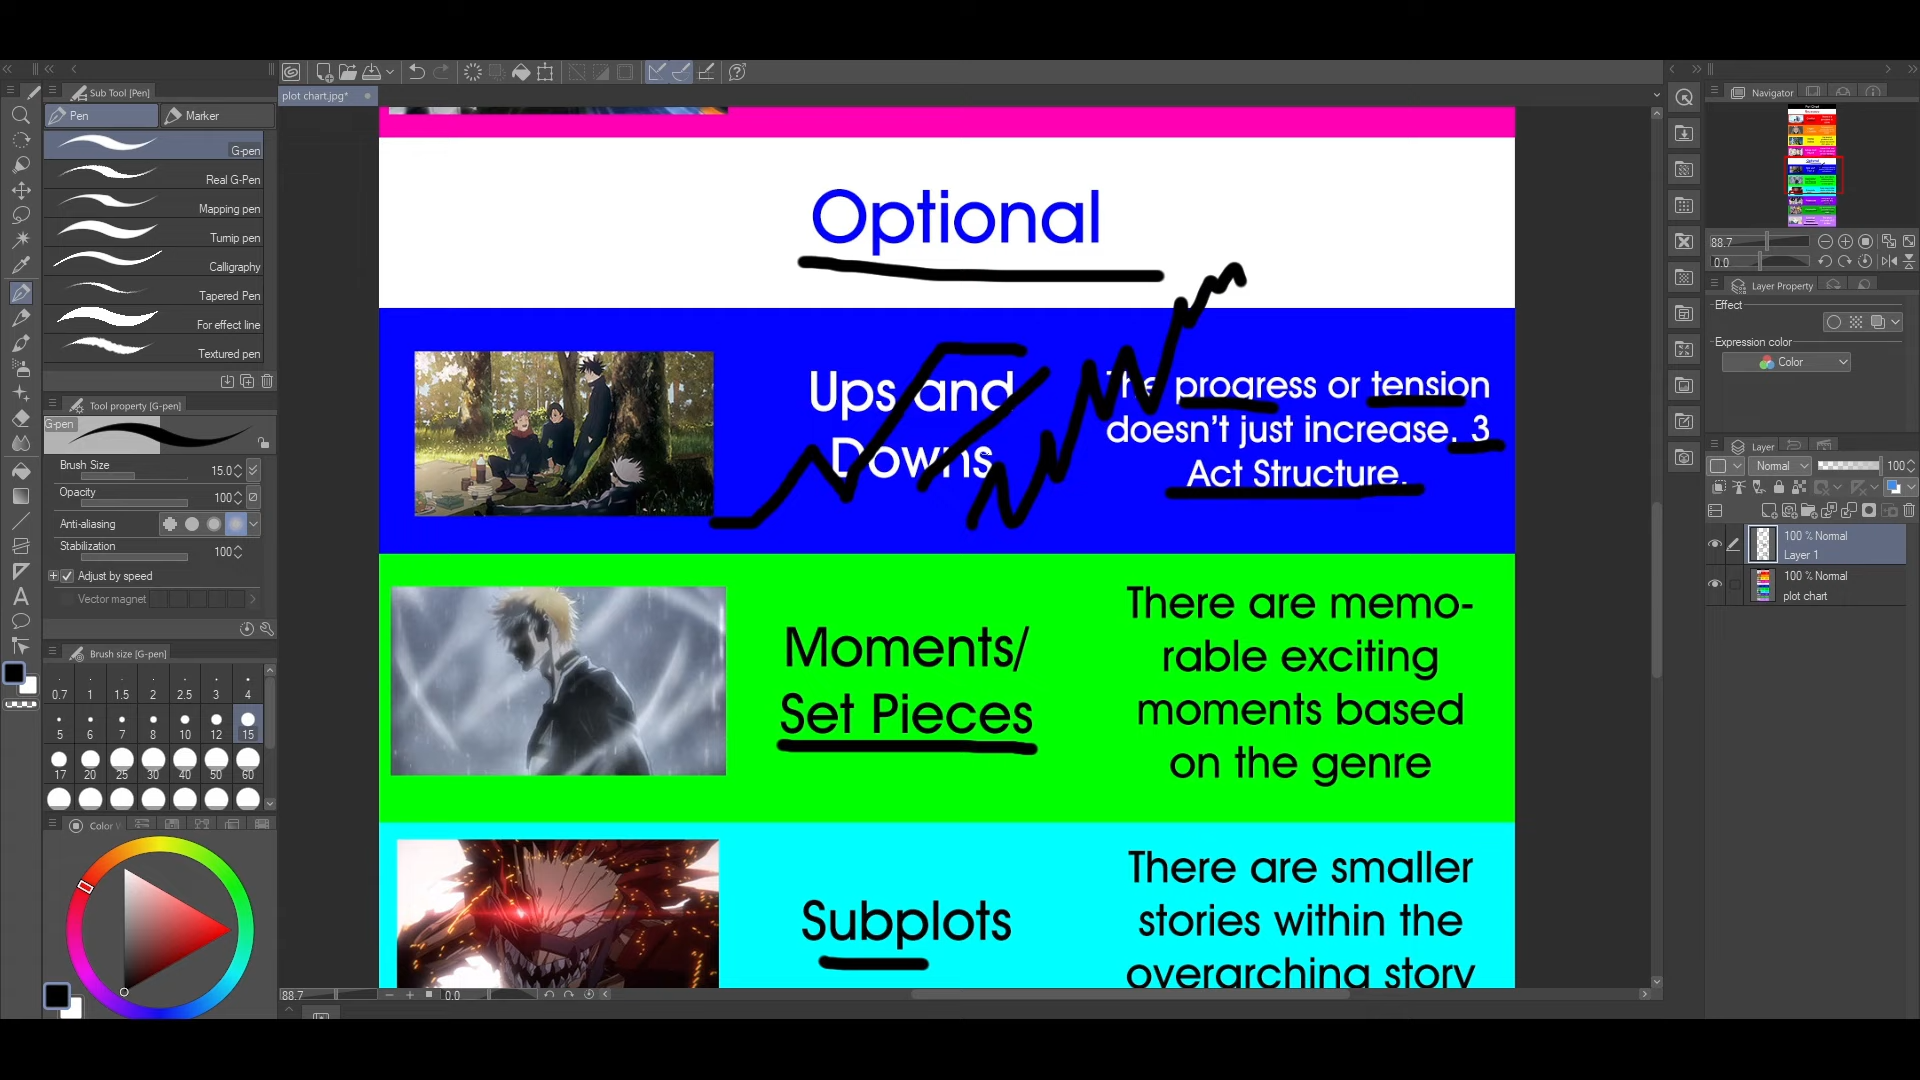 Sub Tool [Pen]
Pen
Marker
G-pen
Real G-Pen
Mapping pen
Turnip pen
Calligraphy
Tapered Pen
For effect line
Textured pen
Tool property [G-pen]
G-pen
Brush Size
15.0
Opacity
100
Anti-aliasing
Stabilization
100
Adjust by speed
Vector magnet
Brush size [G-pen]
0.7 1 1.5 2 2.5 3 4
5 6 7 8 10 12 15
17 20 25 30 40 50 60
Color
plot chart.jpg*
Optional
Ups and
Downs
The progress or tension
doesn't just increase. 3
Act Structure.
Moments/
Set Pieces
There are memo-
rable exciting
moments based
on the genre
Subplots
There are smaller
stories within the
overarching story
88.7
0.0
Navigator
88.7
0.0
Layer Property
Effect
Expression color
Color
Layer
Normal
100
100 % Normal
Layer 1
100 % Normal
plot chart